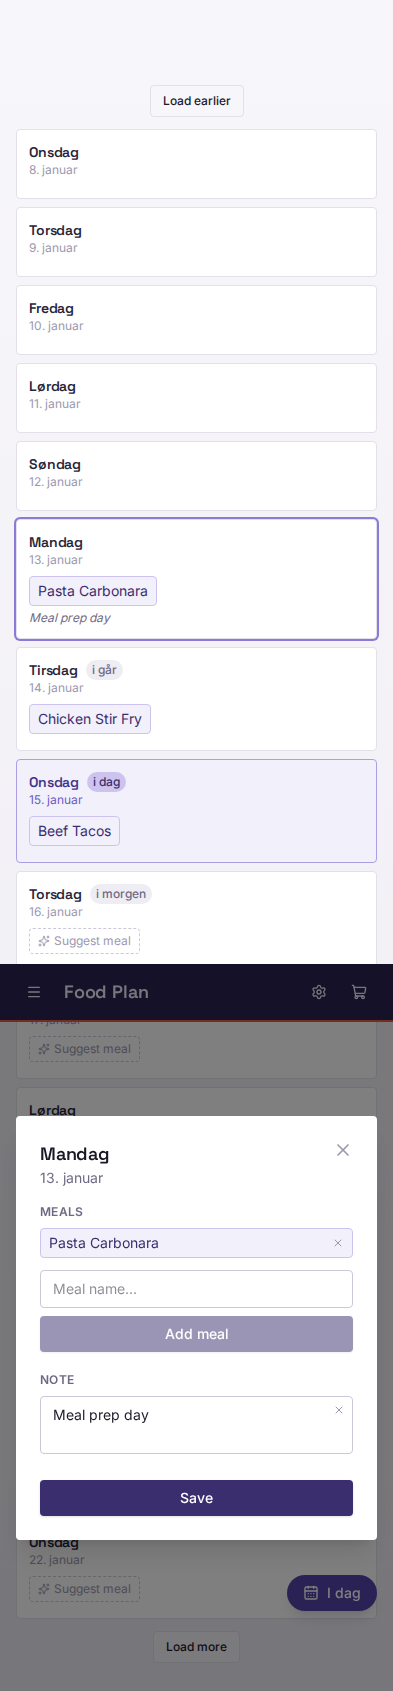 Load earlier
Onsdag
8. januar
Torsdag
9. januar
Fredag
10. januar
Lørdag
11. januar
Søndag
12. januar
Mandag
13. januar
Pasta Carbonara
Meal prep day
Tirsdag i går
14. januar
Chicken Stir Fry
Onsdag i dag
15. januar
Beef Tacos
Torsdag i morgen
16. januar
Suggest meal
Food Plan
17. januar
Suggest meal
Lørdag
Mandag
13. januar
MEALS
Pasta Carbonara
Meal name...
Add meal
NOTE
Meal prep day
Save
Onsdag
22. januar
Suggest meal
I dag
Load more